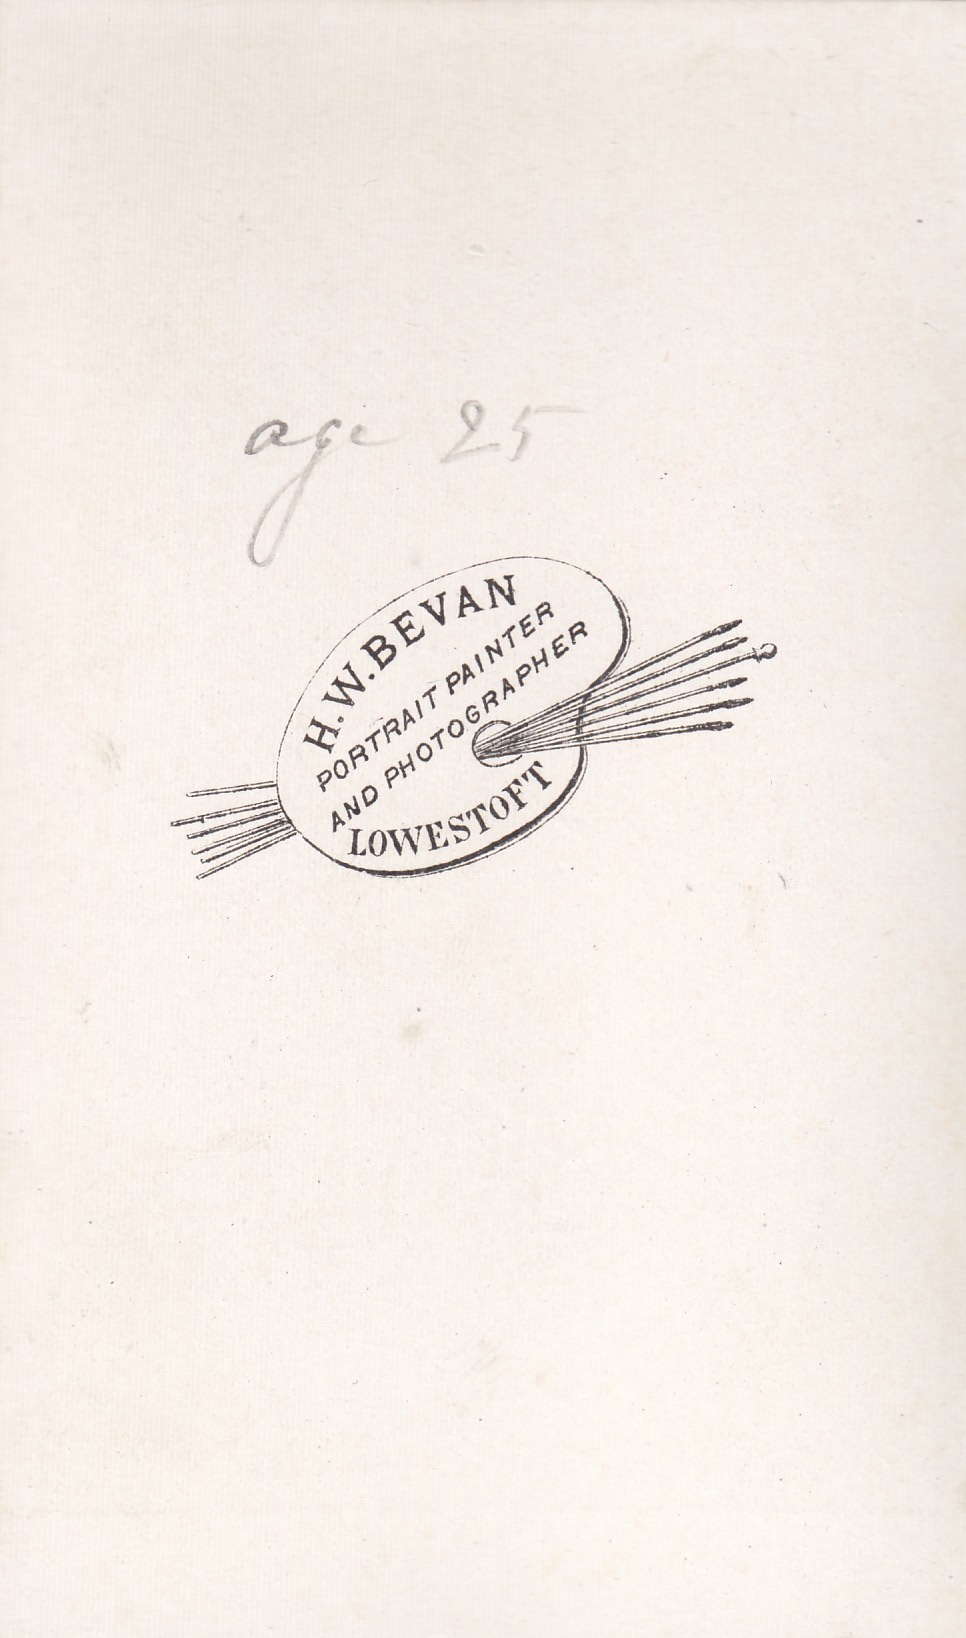 age 25
H. W. BEVAN
PORTRAIT PAINTER
AND PHOTOGRAPHER
LOWESTOFT